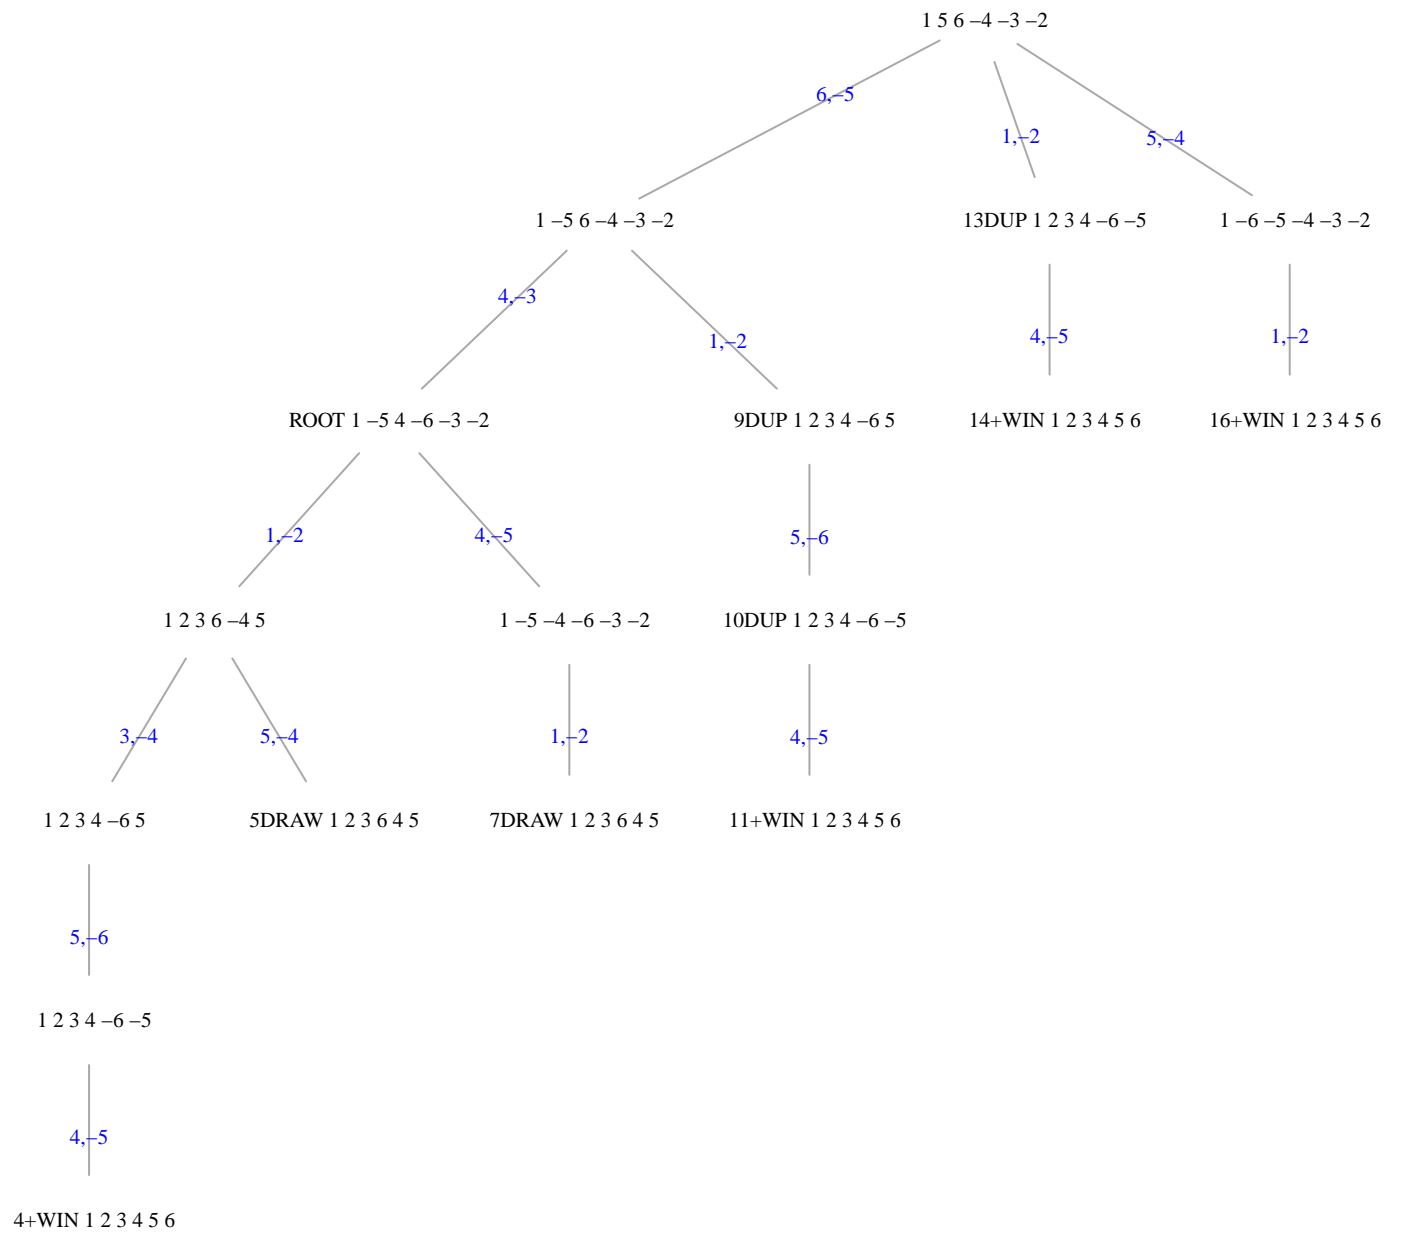 1 5 6 –4 –3 –2
6,–5
1,–2
5,–4
1 –5 6 –4 –3 –2
13DUP 1 2 3 4 –6 –5
1 –6 –5 –4 –3 –2
4,–3
1,–2
4,–5
1,–2
ROOT 1 –5 4 –6 –3 –2
9DUP 1 2 3 4 –6 5
14+WIN 1 2 3 4 5 6
16+WIN 1 2 3 4 5 6
1,–2
4,–5
5,–6
1 2 3 6 –4 5
1 –5 –4 –6 –3 –2
10DUP 1 2 3 4 –6 –5
3,–4
5,–4
1,–2
4,–5
1 2 3 4 –6 5
5DRAW 1 2 3 6 4 5
7DRAW 1 2 3 6 4 5
11+WIN 1 2 3 4 5 6
5,–6
1 2 3 4 –6 –5
4,–5
4+WIN 1 2 3 4 5 6